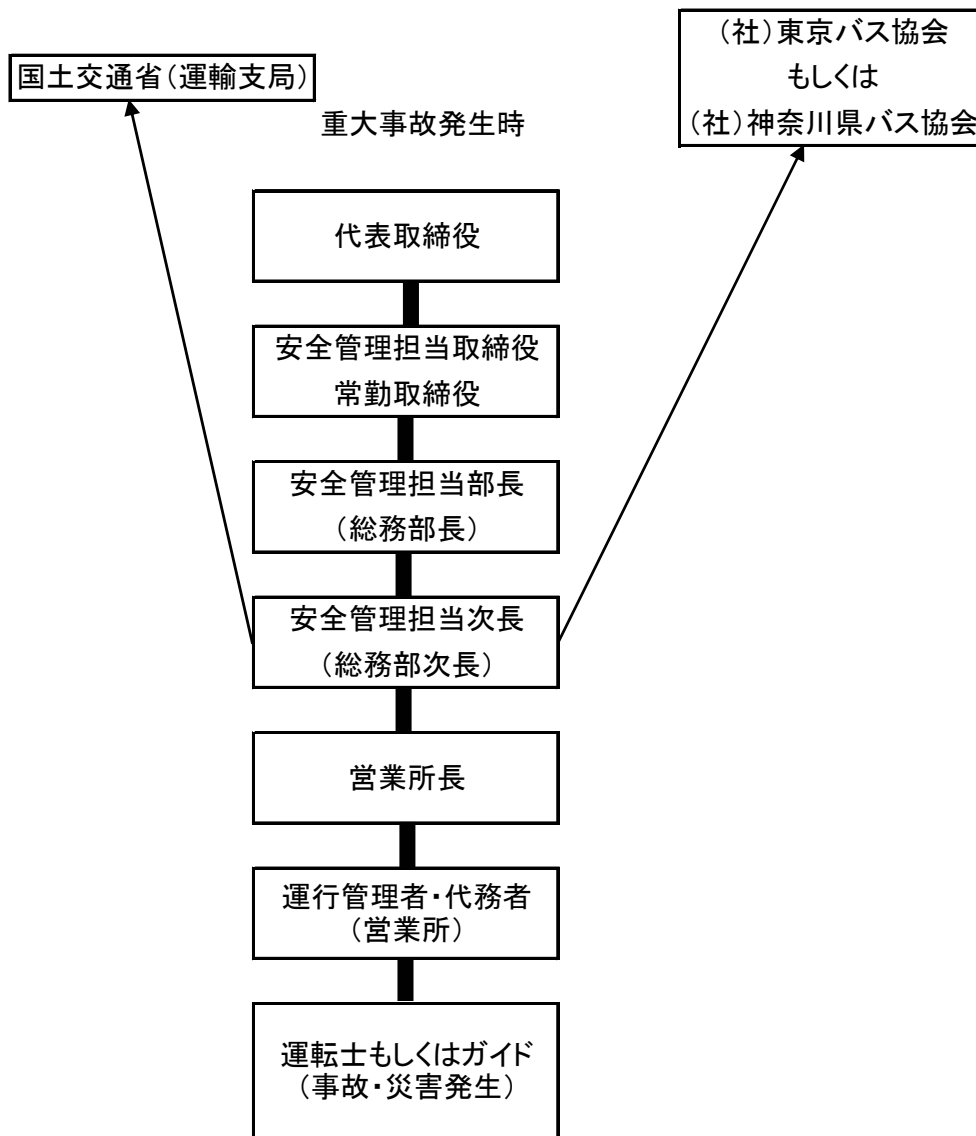 国土交通省（運輸支局）
（社）東京バス協会
もしくは
（社）神奈川県バス協会
重大事故発生時
代表取締役
安全管理担当取締役
常勤取締役
安全管理担当部長
（総務部長）
安全管理担当次長
（総務部次長）
営業所長
運行管理者・代務者
（営業所）
運転士もしくはガイド
（事故・災害発生）